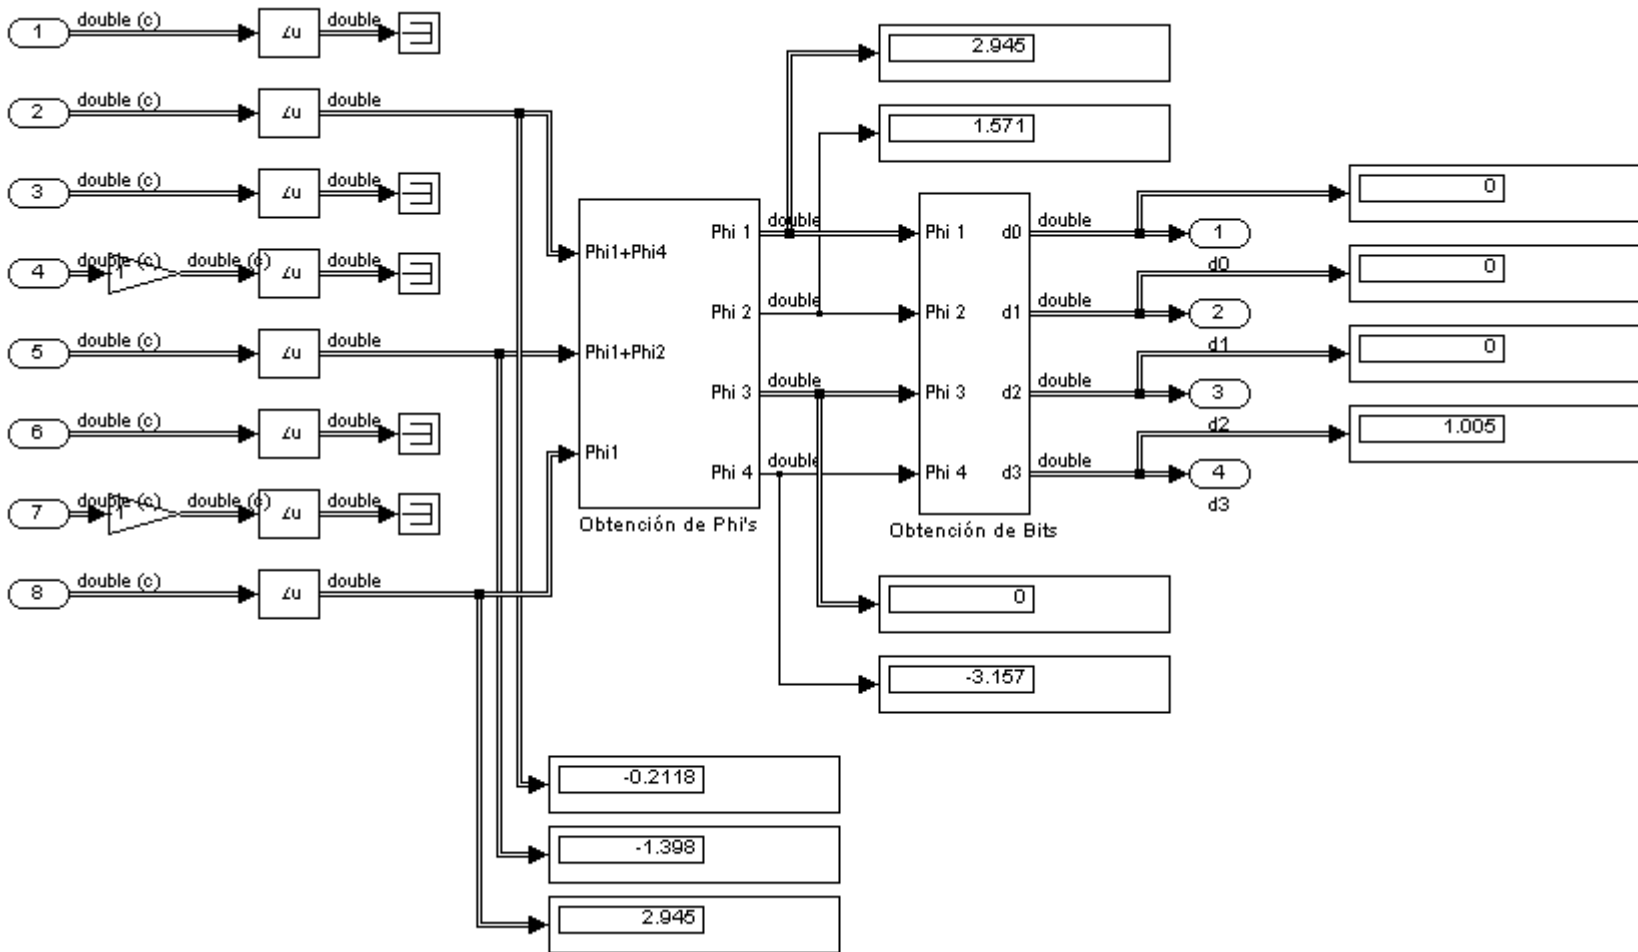 1 double (c) ∠u double
2.945
2 double (c) ∠u double
1.571
3 double (c) ∠u double
0
Phi 1 double Phi 1 d0 double 1
d0
Phi1+Phi4
4 double (c) -1 double (c) ∠u double
0
Phi 2 double Phi 2 d1 double 2
d1
5 double (c) ∠u double Phi1+Phi2
0
Phi 3 double Phi 3 d2 double 3
d2
6 double (c) ∠u double
1.005
Phi1
Phi 4 double Phi 4 d3 double 4
d3
7 double (c) -1 double (c) ∠u double
Obtención de Phi's
Obtención de Bits
8 double (c) ∠u double
0
-3.157
-0.2118
-1.398
2.945